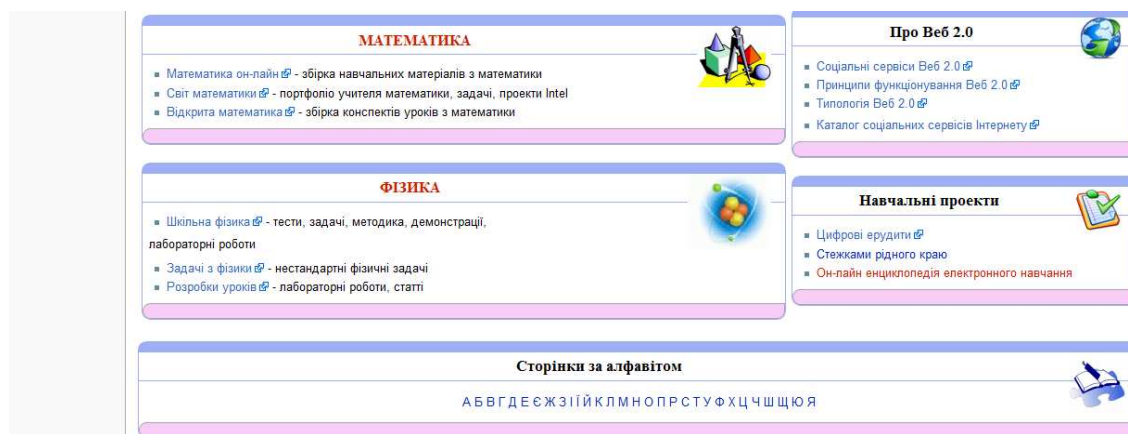 МАТЕМАТИКА
Математика он-лайн - збірка навчальних матеріалів з математики
Світ математики - портфоліо учителя математики, задачі, проекти Intel
Відкрита математика - збірка конспектів уроків з математики
Про Веб 2.0
Соціальні сервіси Веб 2.0
Принципи функціонування Веб 2.0
Типологія Веб 2.0
Каталог соціальних сервісів Інтернету
ФІЗИКА
Шкільна фізика - тести, задачі, методика, демонстрації,
лабораторні роботи
Задачі з фізики - нестандартні фізичні задачі
Розробки уроків - лабораторні роботи, статті
Навчальні проекти
Цифрові ерудити
Стежками рідного краю
Он-лайн енциклопедія електронного навчання
Сторінки за алфавітом
А Б В Г Д Е Є Ж З І Ї Й К Л М Н О П Р С Т У Ф Х Ц Ч Ш Щ Ю Я